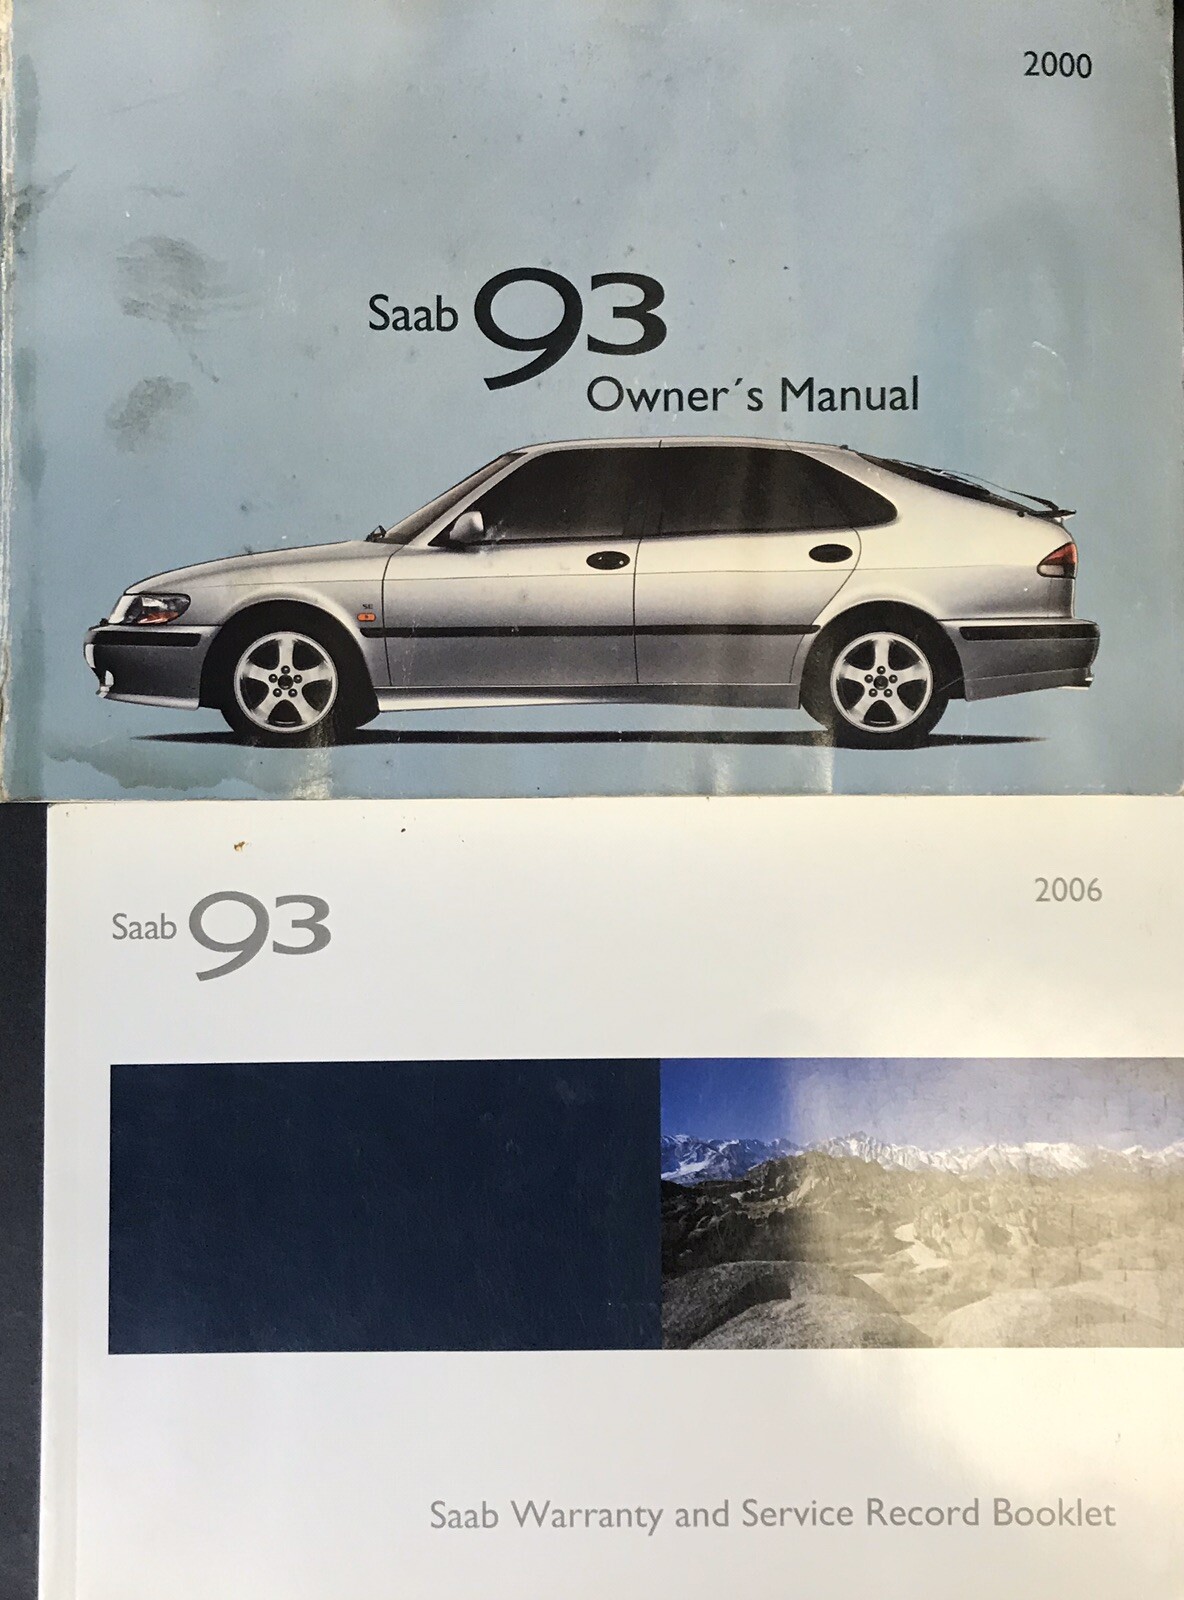 2000
Saab 93
Owner´s Manual
SE
Saab 93
2006
Saab Warranty and Service Record Booklet